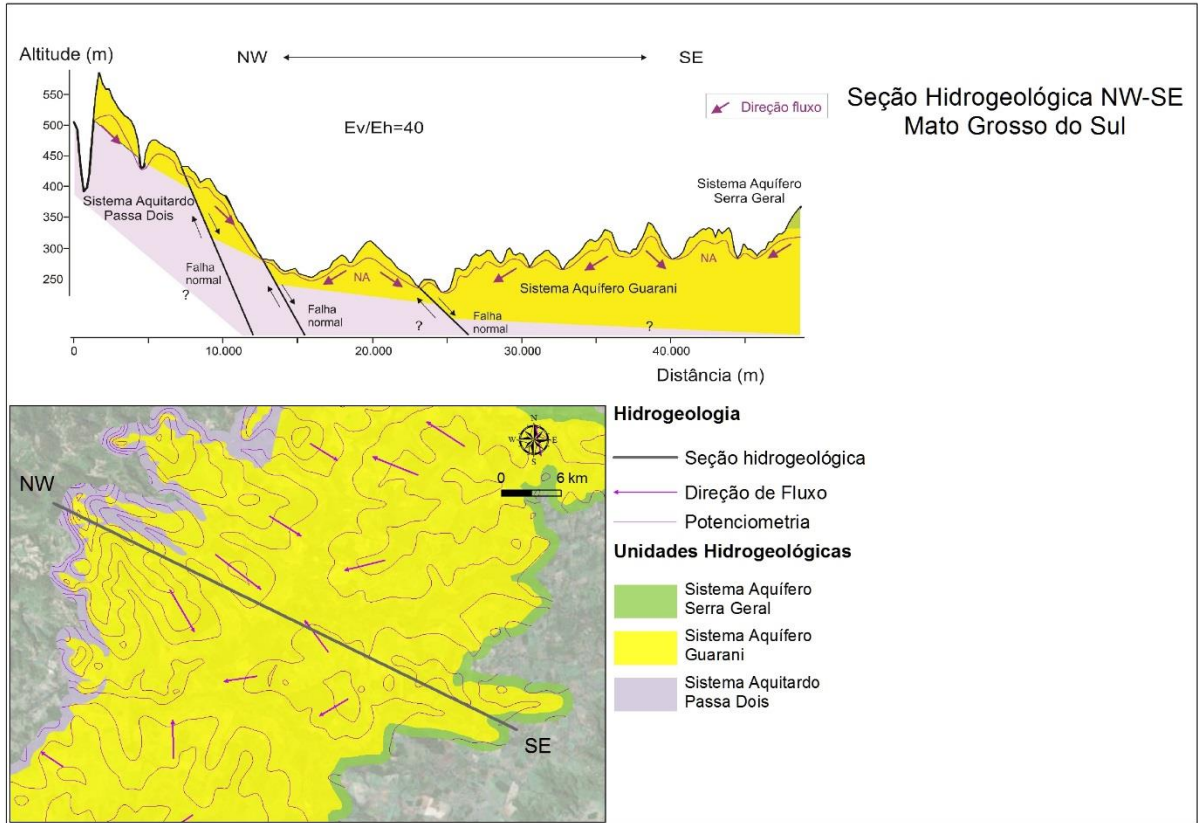 Altitude (m)
NW
SE
Direção fluxo
Seção Hidrogeológica NW-SE
Mato Grosso do Sul
Ev/Eh=40
550
500
450
400
350
300
250
Sistema Aquitardo
Passa Dois
Sistema Aquífero
Serra Geral
Falha
normal
?
Falha
normal
NA
?
Falha
normal
Sistema Aquífero Guarani
NA
?
0
10.000
20.000
30.000
40.000
Distância (m)
NW
SE
N
W
E
S
0
6 km
Hidrogeologia
Seção hidrogeológica
Direção de Fluxo
Potenciometria
Unidades Hidrogeológicas
Sistema Aquífero
Serra Geral
Sistema Aquífero
Guarani
Sistema Aquitardo
Passa Dois